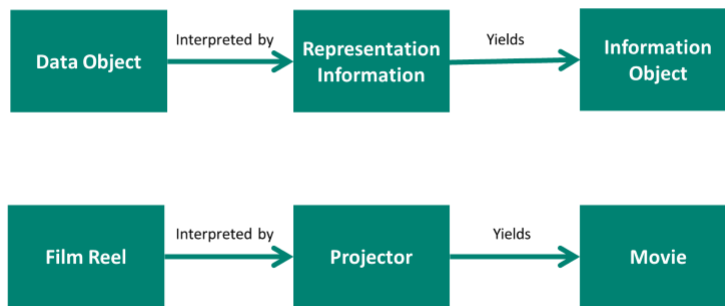 Data Object
Interpreted by
Representation
Information
Yields
Information
Object
Film Reel
Interpreted by
Projector
Yields
Movie